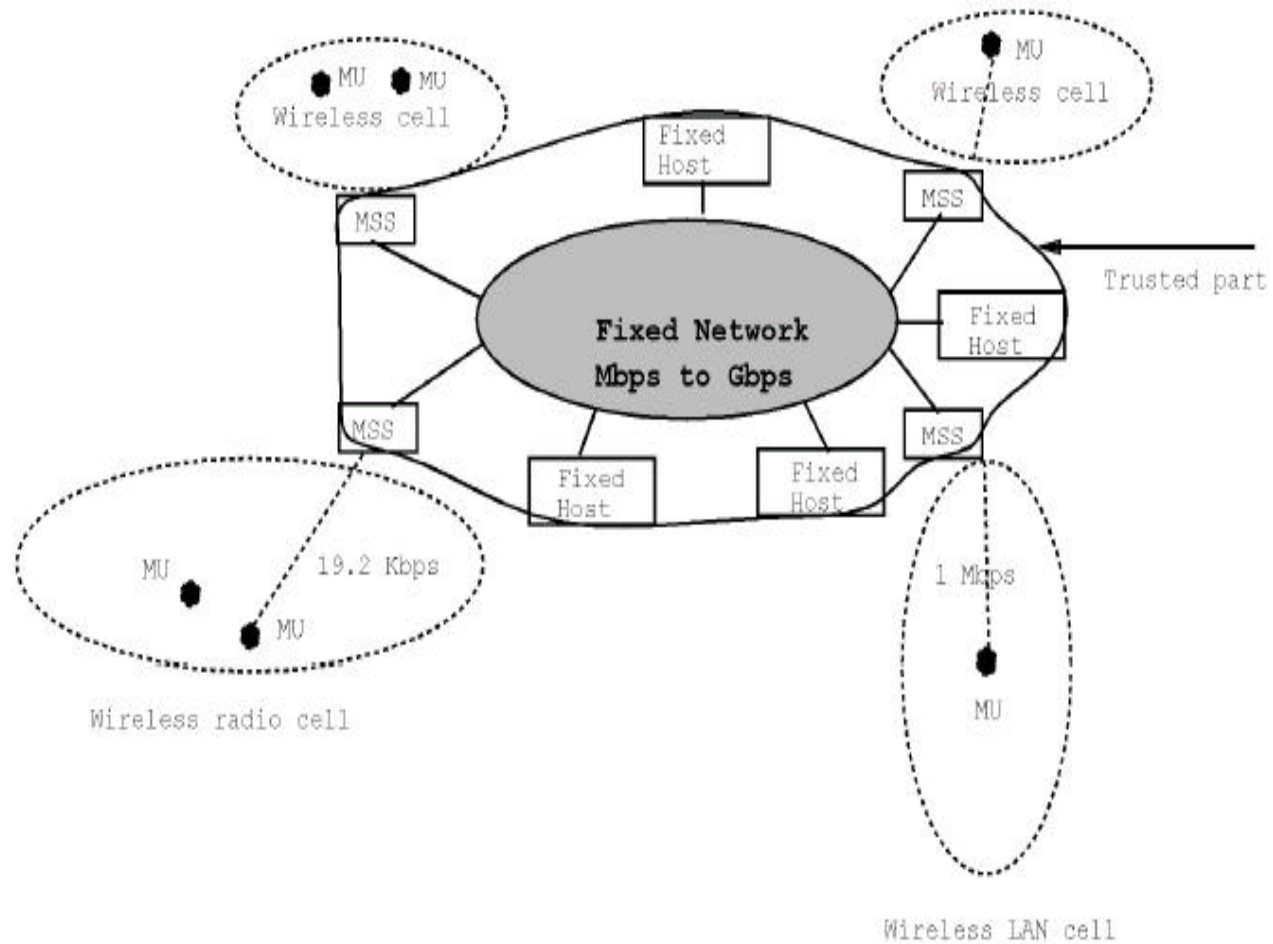 MU
MU
MU
Wireless cell
Wireless cell
Fixed
Host
MSS
MSS
Trusted part
Fixed
Host
Fixed Network
Mbps to Gbps
MSS
MSS
Fixed
Host
Fixed
Host
19.2 Kbps
1 Mbps
MU
MU
MU
Wireless radio cell
Wireless LAN cell